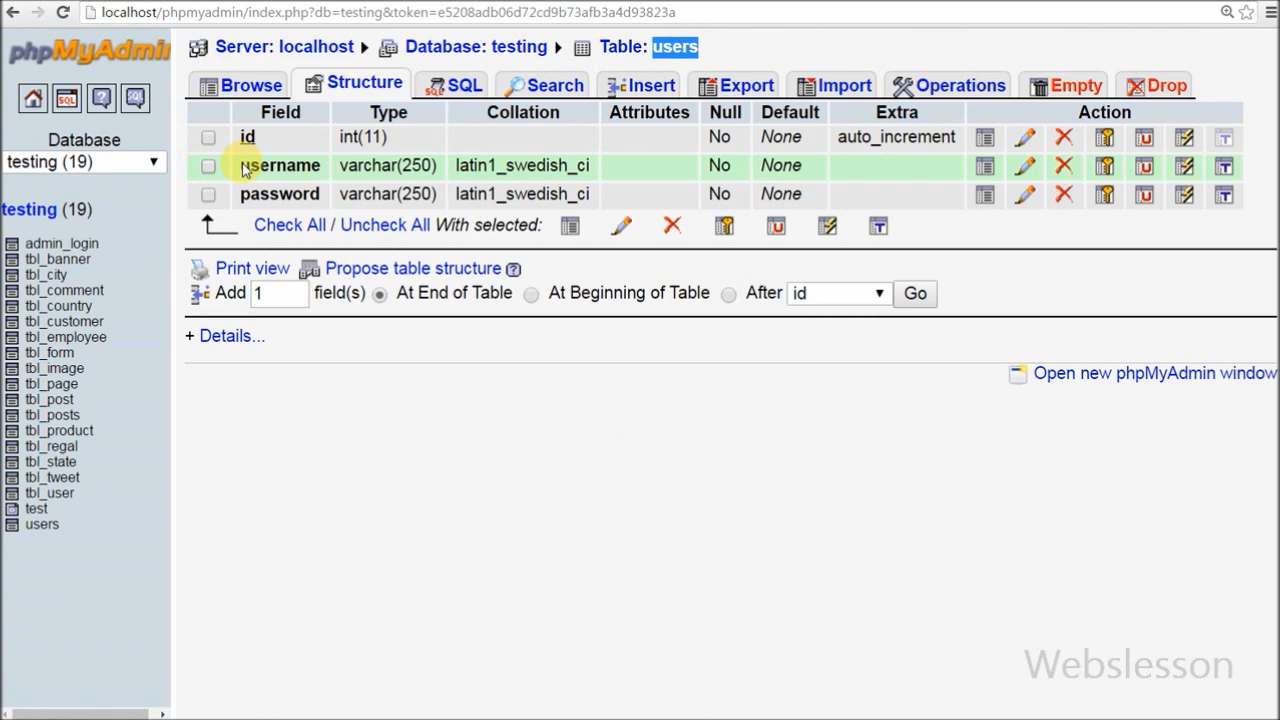 localhost/phpmyadmin/index.php?db=testing&token=e5208adb06d72cd9b73afb3a4d93823a
phpMyAdmin
Server: localhost Database: testing Table: users
Browse Structure SQL Search Insert Export Import Operations Empty Drop
SQL
Database
testing (19)
testing (19)
admin_login
tbl_banner
tbl_city
tbl_comment
tbl_country
tbl_customer
tbl_employee
tbl_form
tbl_image
tbl_page
tbl_post
tbl_posts
tbl_product
tbl_regal
tbl_state
tbl_tweet
tbl_user
test
users
Field Type Collation Attributes Null Default Extra Action
id int(11) No None auto_increment
username varchar(250) latin1_swedish_ci No None
password varchar(250) latin1_swedish_ci No None
Check All / Uncheck All With selected:
Print view Propose table structure
Add 1 field(s) At End of Table At Beginning of Table After id Go
+ Details...
Open new phpMyAdmin window
Webslesson